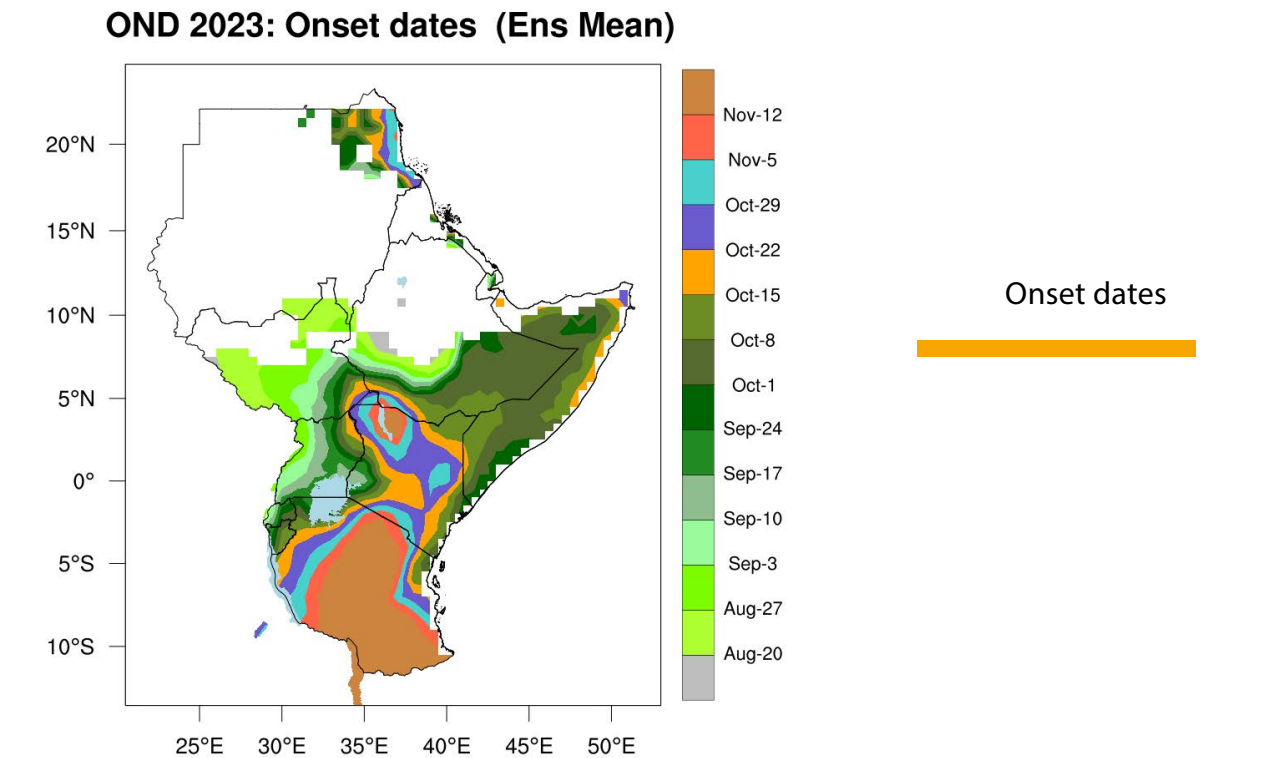 OND 2023: Onset dates (Ens Mean)
20°N
15°N
10°N
5°N
0°
5°S
10°S
25°E 30°E 35°E 40°E 45°E 50°E
Nov-12
Nov-5
Oct-29
Oct-22
Oct-15
Oct-8
Oct-1
Sep-24
Sep-17
Sep-10
Sep-3
Aug-27
Aug-20
Onset dates